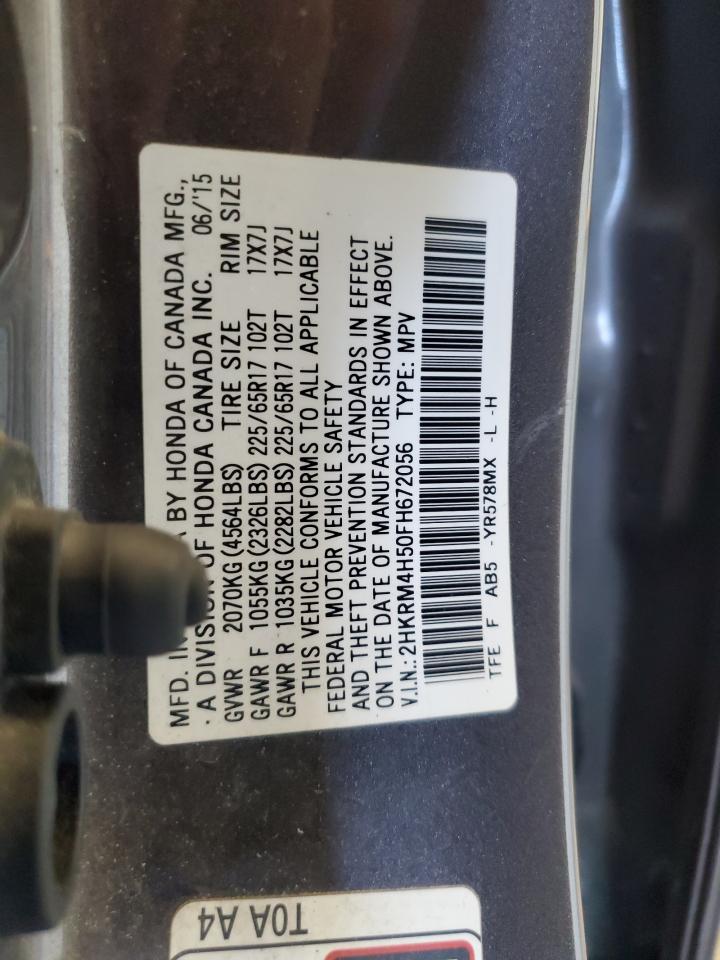 MFD. IN BY HONDA OF CANADA MFG.,
· A DIVISION OF HONDA CANADA INC. 06/'15
GVWR 2070KG(4564LBS) TIRE SIZE RIM SIZE
GAWR F 1055KG(2326LBS) 225/65R17 102T 17X7J
GAWR R 1035KG(2282LBS) 225/65R17 102T 17X7J
THIS VEHICLE CONFORMS TO ALL APPLICABLE
FEDERAL MOTOR VEHICLE SAFETY
AND THEFT PREVENTION STANDARDS IN EFFECT
ON THE DATE OF MANUFACTURE SHOWN ABOVE.
V.I.N.: 2HKRM4H50FH672056 TYPE: MPV
TFE F AB5 -YR578MX -L -H
T0A A4